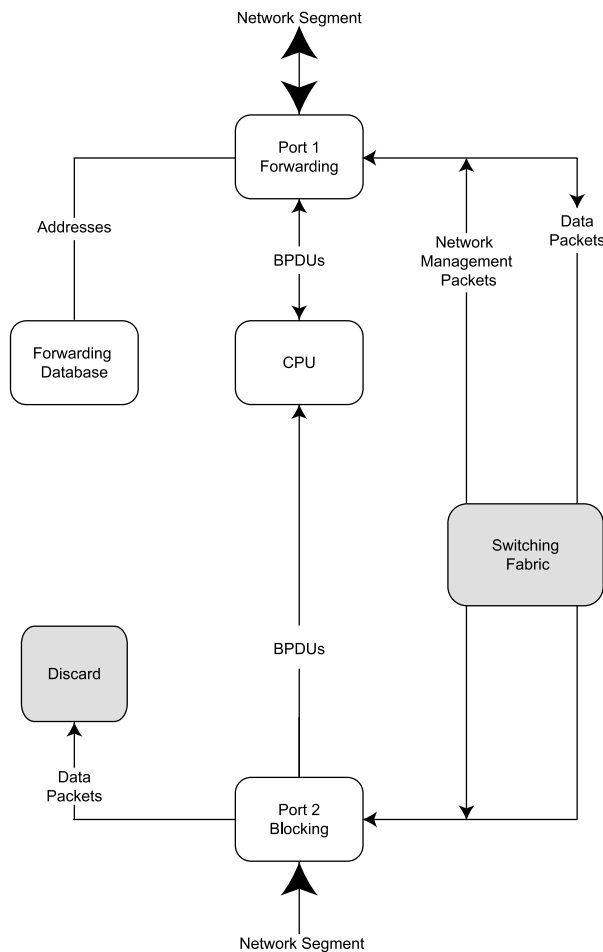 Network Segment
Port 1
Forwarding
Addresses
BPDUs
Network
Management
Packets
Data
Packets
Forwarding
Database
CPU
Switching
Fabric
Discard
BPDUs
Data
Packets
Port 2
Blocking
Network Segment